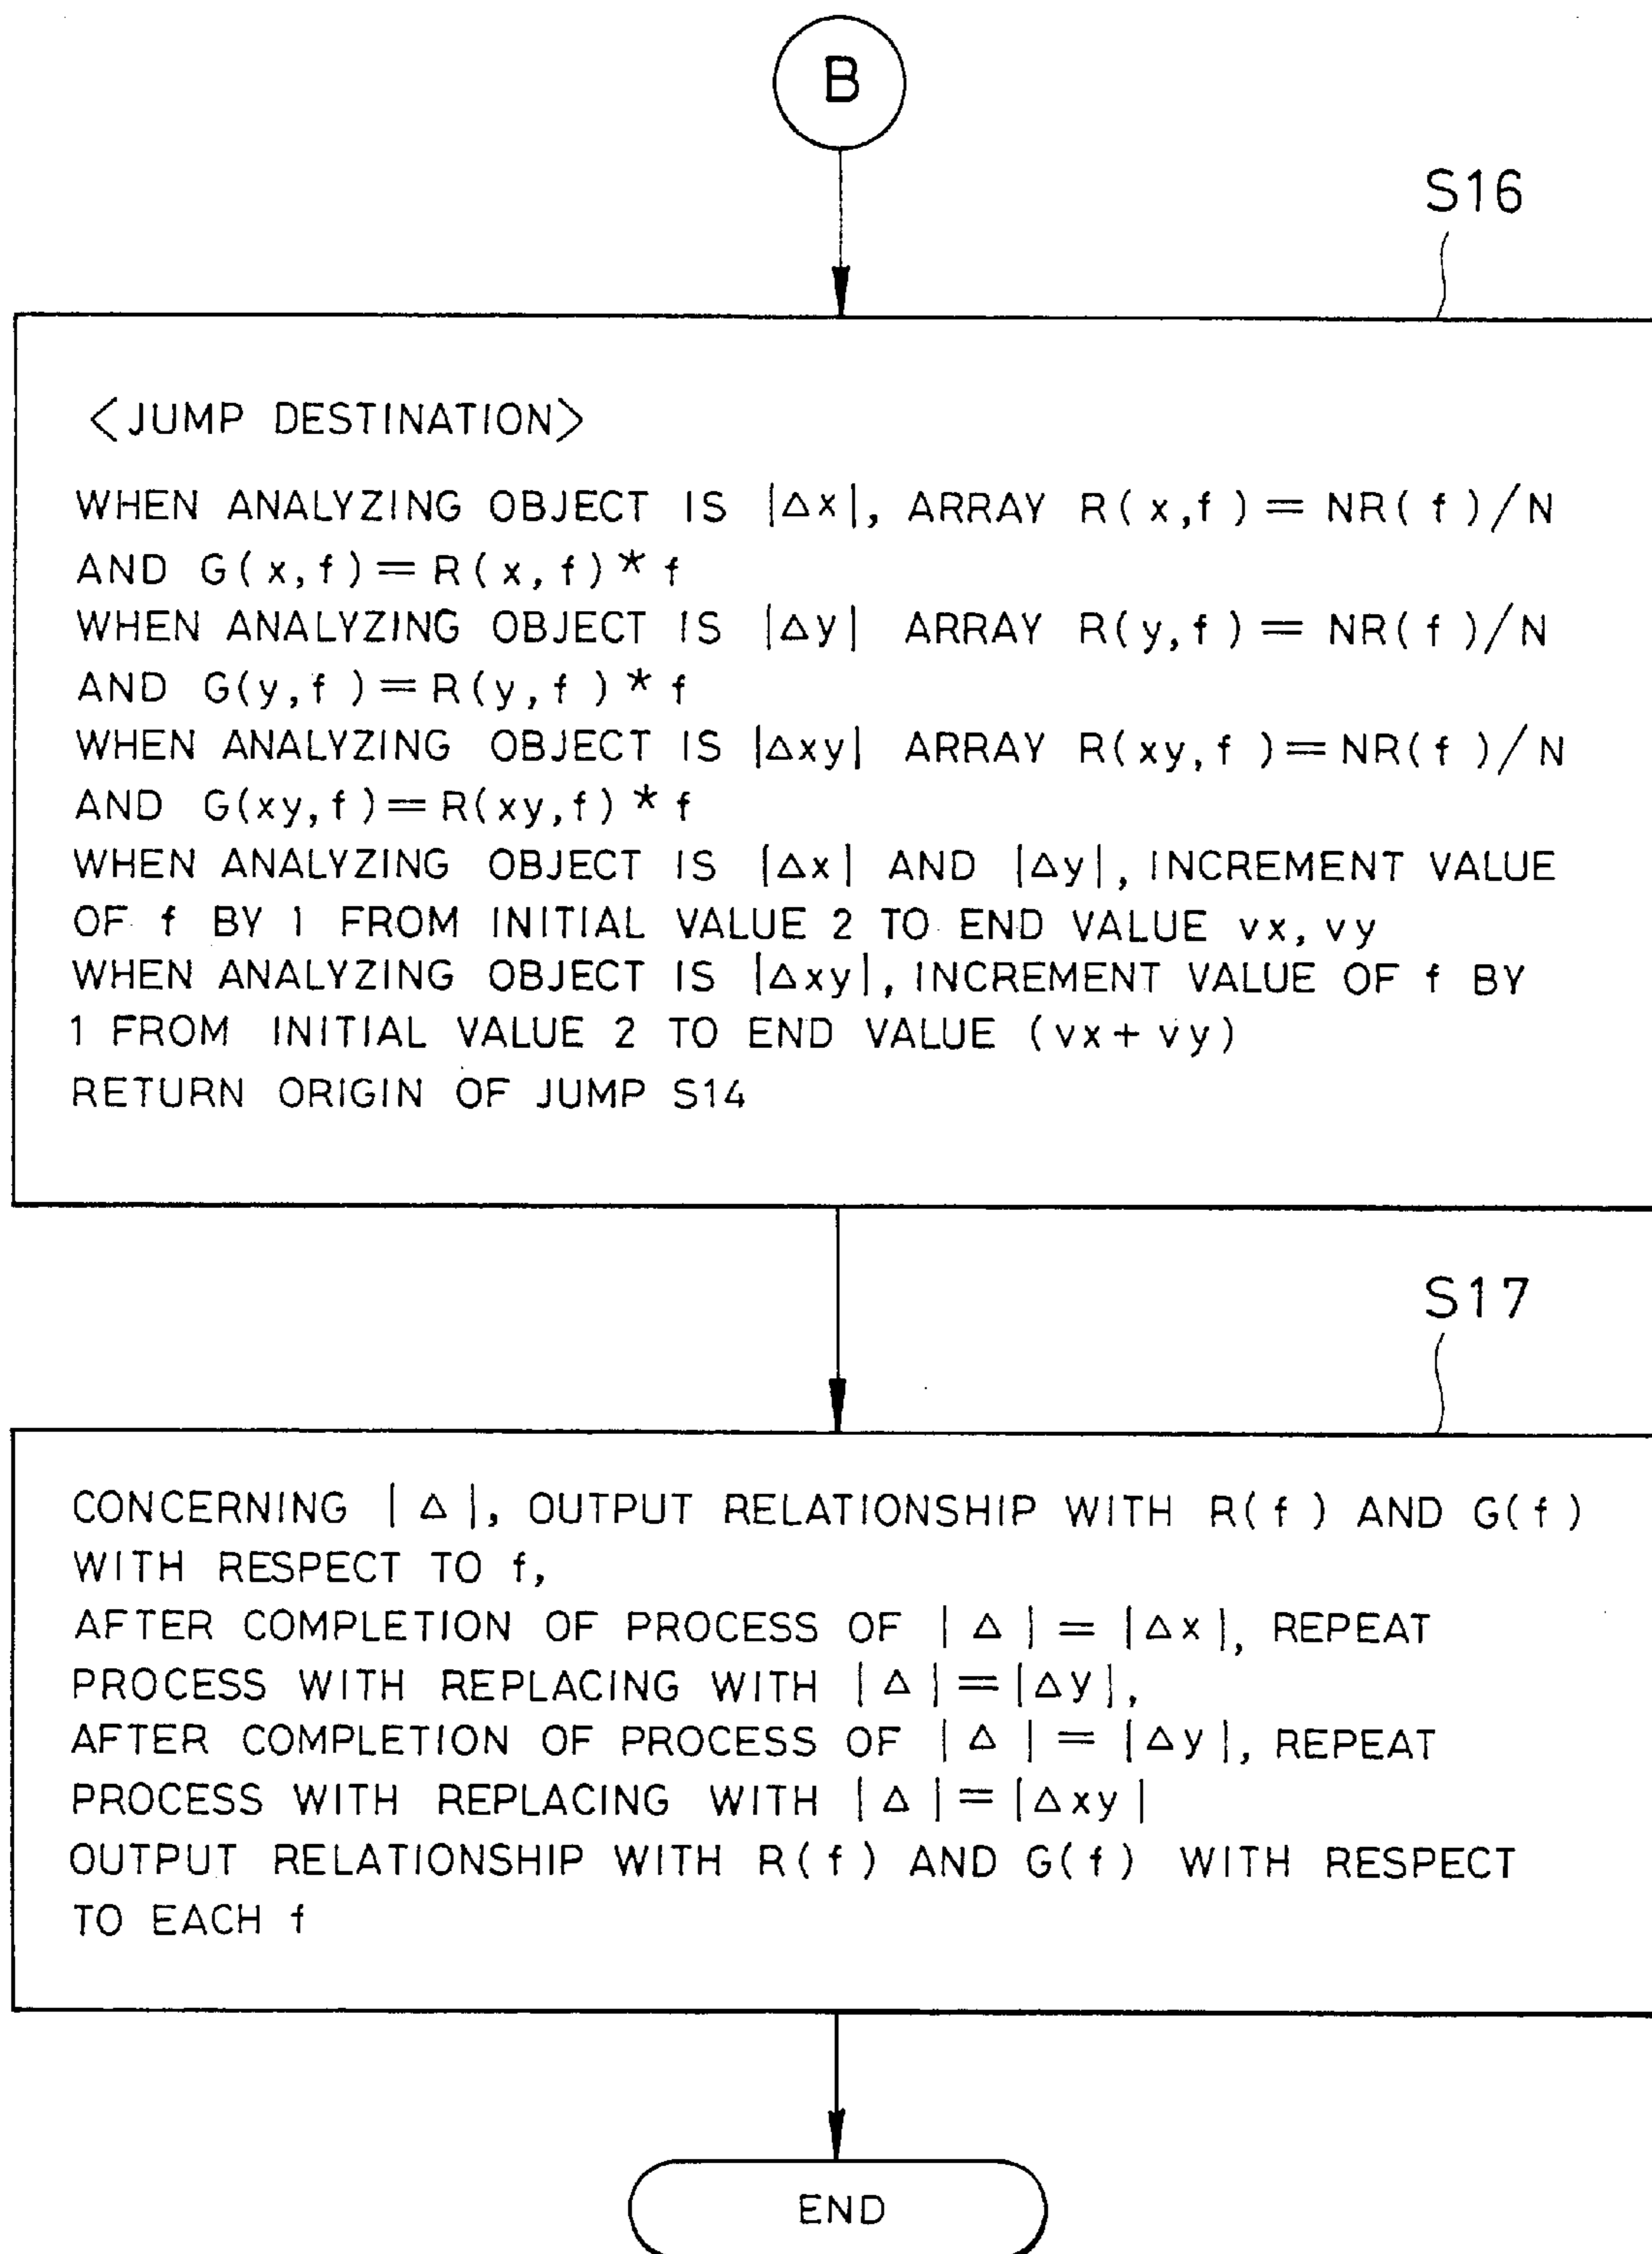 B
S16
<JUMP DESTINATION>
WHEN ANALYZING OBJECT IS |Δx|, ARRAY R(x,f)=NR(f)/N
AND G(x,f)=R(x,f)*f
WHEN ANALYZING OBJECT IS |Δy| ARRAY R(y,f)=NR(f)/N
AND G(y,f)=R(y,f)*f
WHEN ANALYZING OBJECT IS |Δxy| ARRAY R(xy,f)=NR(f)/N
AND G(xy,f)=R(xy,f)*f
WHEN ANALYZING OBJECT IS |Δx| AND |Δy|, INCREMENT VALUE
OF f BY 1 FROM INITIAL VALUE 2 TO END VALUE vx, vy
WHEN ANALYZING OBJECT IS |Δxy|, INCREMENT VALUE OF f BY
1 FROM INITIAL VALUE 2 TO END VALUE (vx+vy)
RETURN ORIGIN OF JUMP S14
S17
CONCERNING |Δ|, OUTPUT RELATIONSHIP WITH R(f) AND G(f)
WITH RESPECT TO f,
AFTER COMPLETION OF PROCESS OF |Δ|=|Δx|, REPEAT
PROCESS WITH REPLACING WITH |Δ|=|Δy|,
AFTER COMPLETION OF PROCESS OF |Δ|=|Δy|, REPEAT
PROCESS WITH REPLACING WITH |Δ|=|Δxy|
OUTPUT RELATIONSHIP WITH R(f) AND G(f) WITH RESPECT
TO EACH f
END